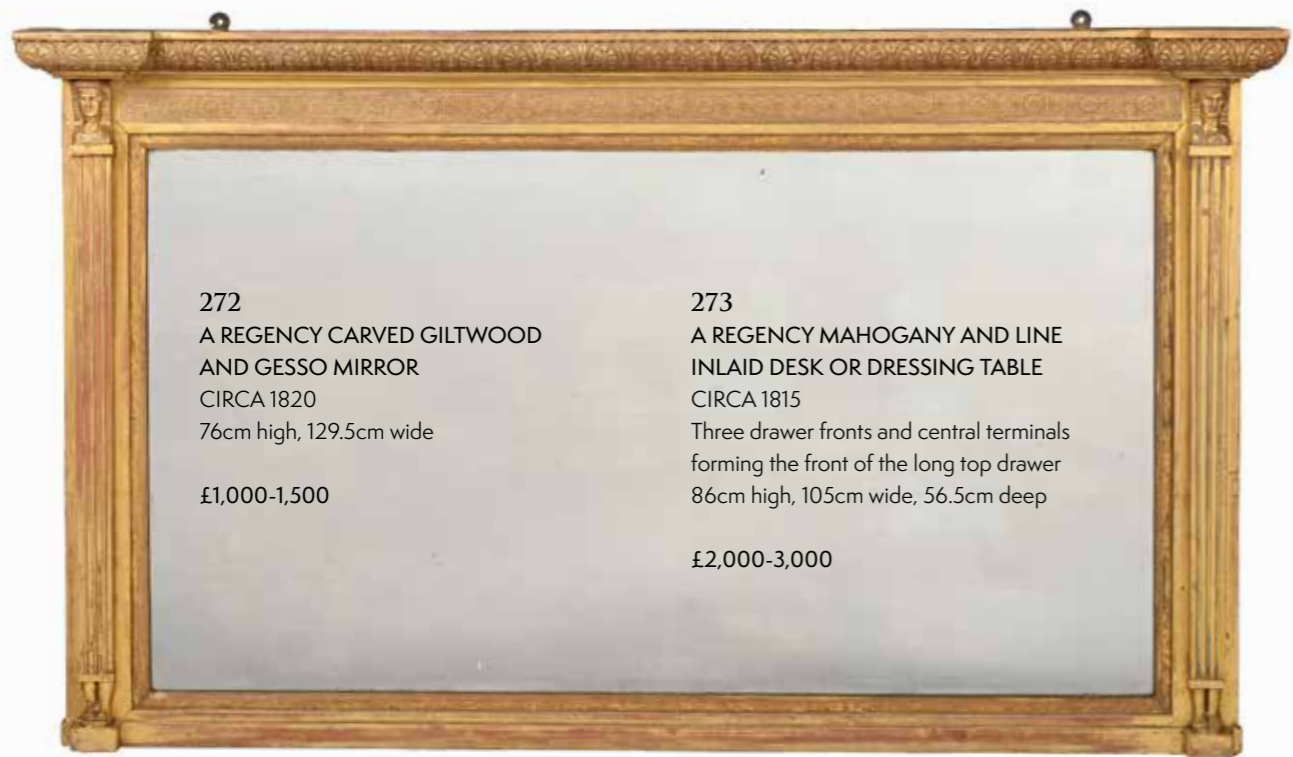 272
A REGENCY CARVED GILTWOOD
AND GESSO MIRROR
CIRCA 1820
76cm high, 129.5cm wide
£1,000-1,500
273
A REGENCY MAHOGANY AND LINE
INLAID DESK OR DRESSING TABLE
CIRCA 1815
Three drawer fronts and central terminals
forming the front of the long top drawer
86cm high, 105cm wide, 56.5cm deep
£2,000-3,000